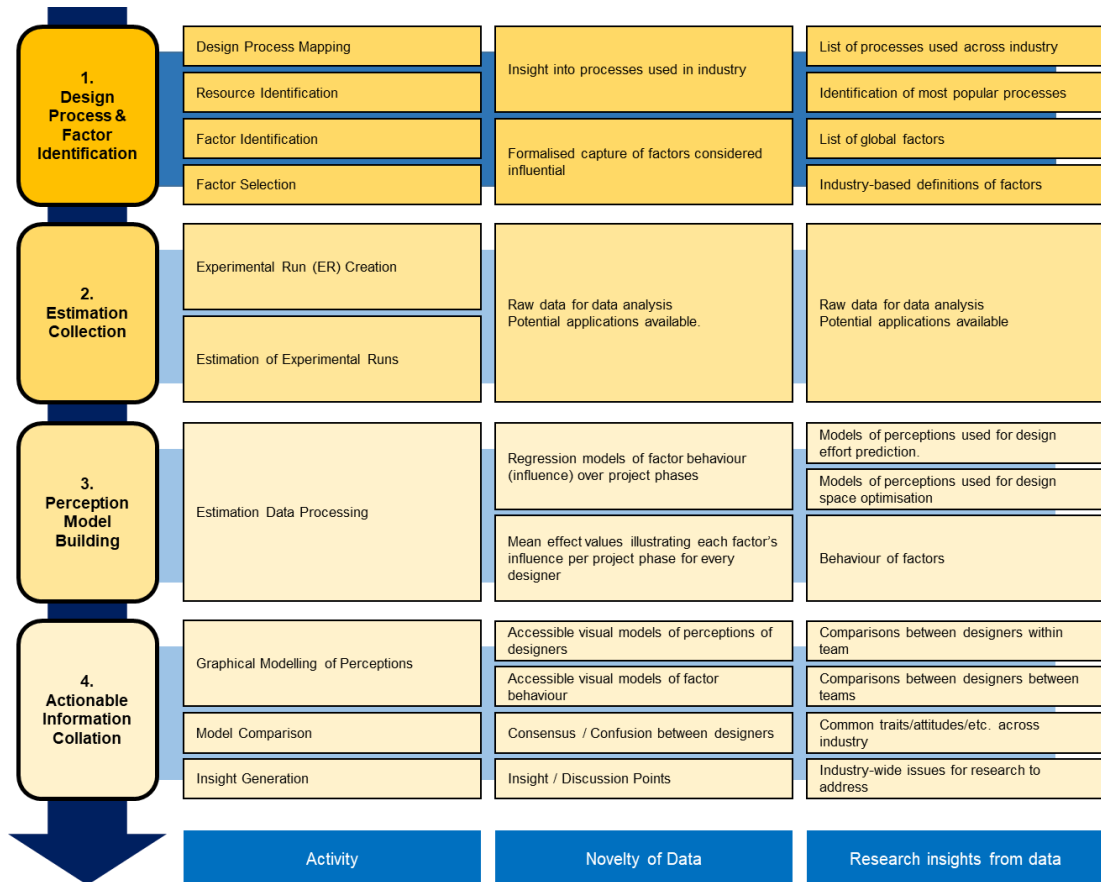 1.
Design
Process &
Factor
Identification
Design Process Mapping
Resource Identification
Factor Identification
Factor Selection
Insight into processes used in industry
Formalised capture of factors considered
influential
List of processes used across industry
Identification of most popular processes
List of global factors
Industry-based definitions of factors
2.
Estimation
Collection
Experimental Run (ER) Creation
Estimation of Experimental Runs
Raw data for data analysis
Potential applications available.
Raw data for data analysis
Potential applications available
3.
Perception
Model
Building
Estimation Data Processing
Regression models of factor behaviour
(influence) over project phases
Mean effect values illustrating each factor's
influence per project phase for every
designer
Models of perceptions used for design
effort prediction.
Models of perceptions used for design
space optimisation
Behaviour of factors
4.
Actionable
Information
Collation
Graphical Modelling of Perceptions
Model Comparison
Insight Generation
Accessible visual models of perceptions of
designers
Accessible visual models of factor
behaviour
Consensus / Confusion between designers
Insight / Discussion Points
Comparisons between designers within
team
Comparisons between designers between
teams
Common traits/attitudes/etc. across
industry
Industry-wide issues for research to
address
Activity
Novelty of Data
Research insights from data